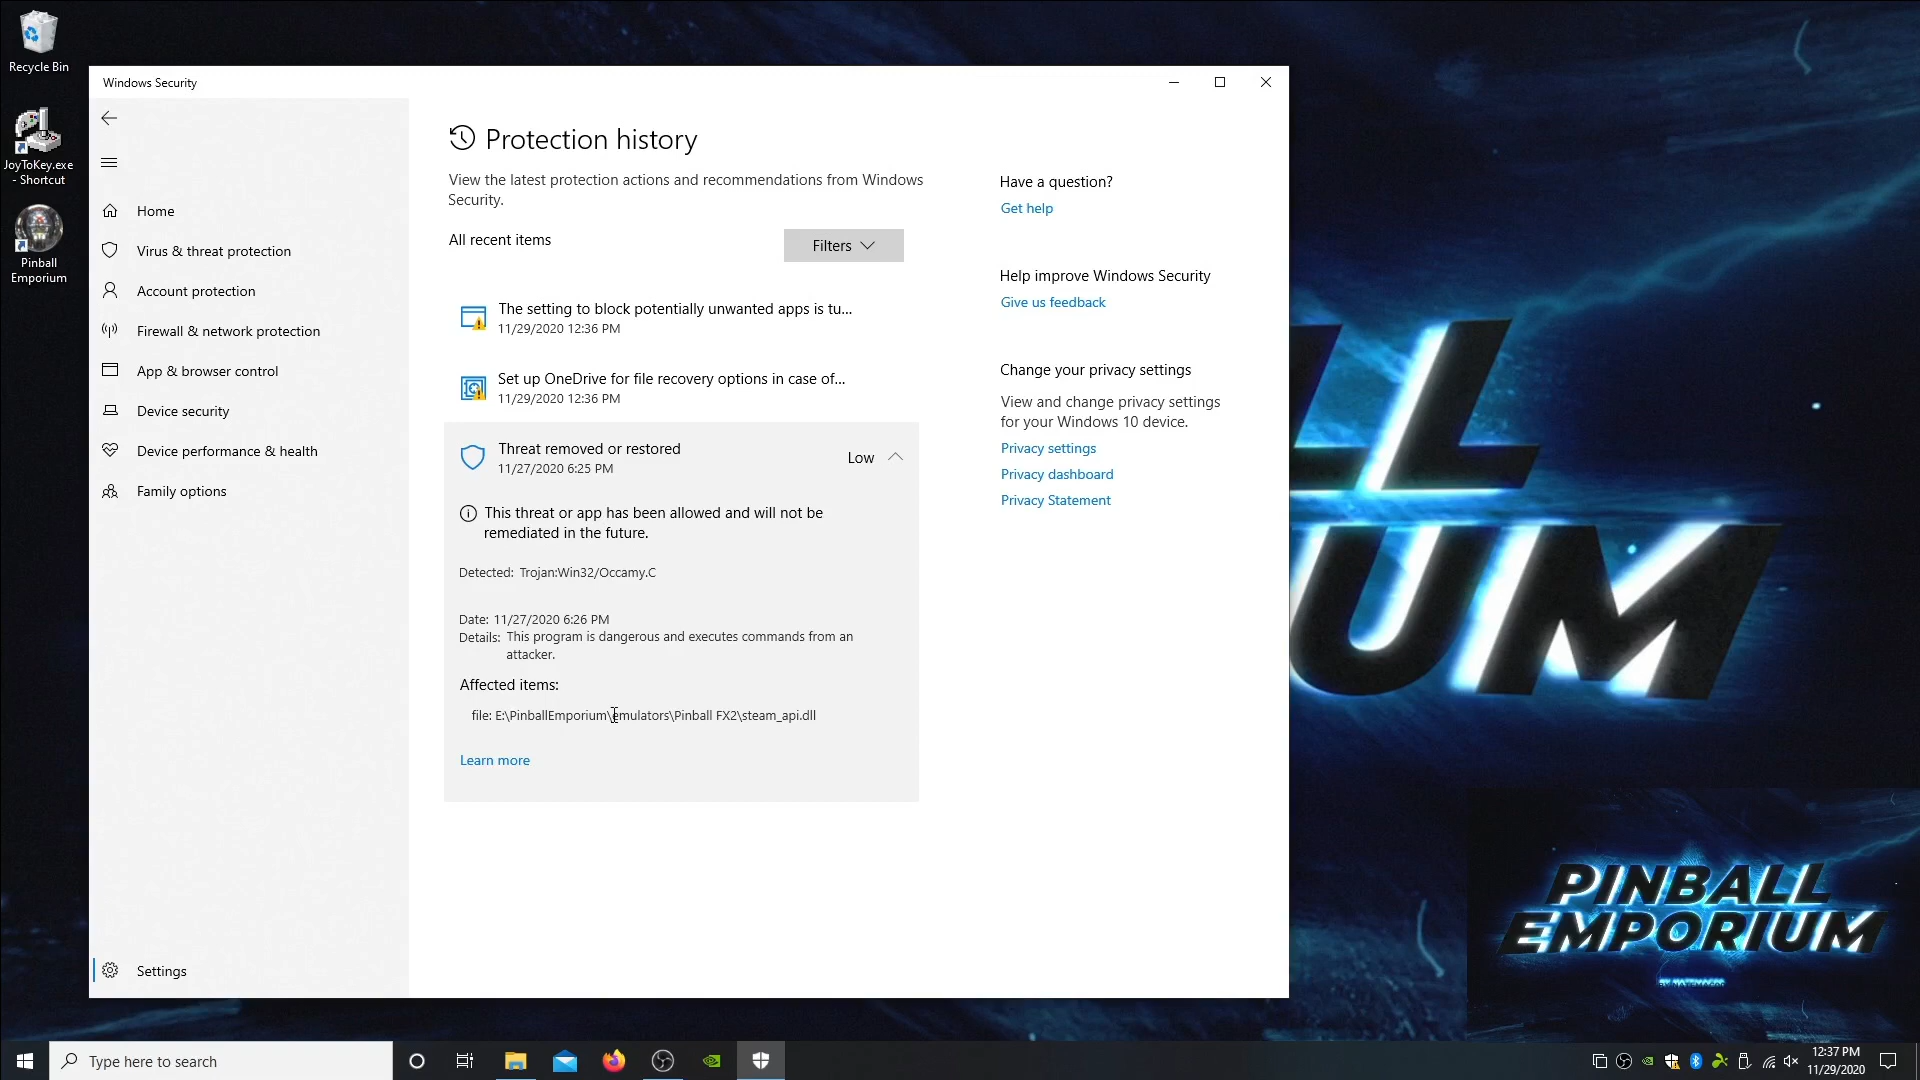 Recycle Bin
JoyToKey.exe
- Shortcut
Pinball
Emporium
Windows Security
Home
Virus & threat protection
Account protection
Firewall & network protection
App & browser control
Device security
Device performance & health
Family options
Settings
Protection history
View the latest protection actions and recommendations from Windows
Security.
All recent items
Filters
The setting to block potentially unwanted apps is tu...
11/29/2020 12:36 PM
Set up OneDrive for file recovery options in case of...
11/29/2020 12:36 PM
Threat removed or restored
11/27/2020 6:25 PM
Low
This threat or app has been allowed and will not be
remediated in the future.
Detected: Trojan:Win32/Occamy.C
Date: 11/27/2020 6:26 PM
Details: This program is dangerous and executes commands from an
attacker.
Affected items:
file: E:\PinballEmporium\emulators\Pinball FX2\steam_api.dll
Learn more
Have a question?
Get help
Help improve Windows Security
Give us feedback
Change your privacy settings
View and change privacy settings
for your Windows 10 device.
Privacy settings
Privacy dashboard
Privacy Statement
LL
UM
PINBALL
EMPORIUM
Type here to search
12:37 PM
11/29/2020